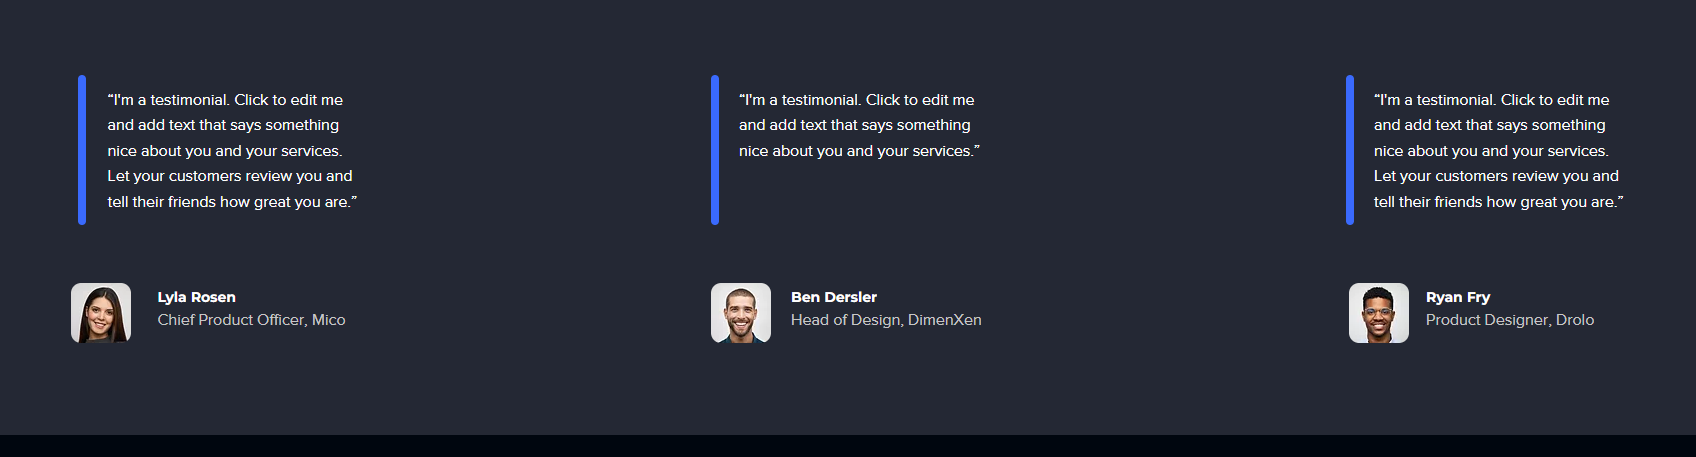 “I'm a testimonial. Click to edit me
and add text that says something
nice about you and your services.
Let your customers review you and
tell their friends how great you are.”
Lyla Rosen
Chief Product Officer, Mico
“I'm a testimonial. Click to edit me
and add text that says something
nice about you and your services.”
Ben Dersler
Head of Design, DimenXen
“I'm a testimonial. Click to edit me
and add text that says something
nice about you and your services.
Let your customers review you and
tell their friends how great you are.”
Ryan Fry
Product Designer, Drolo